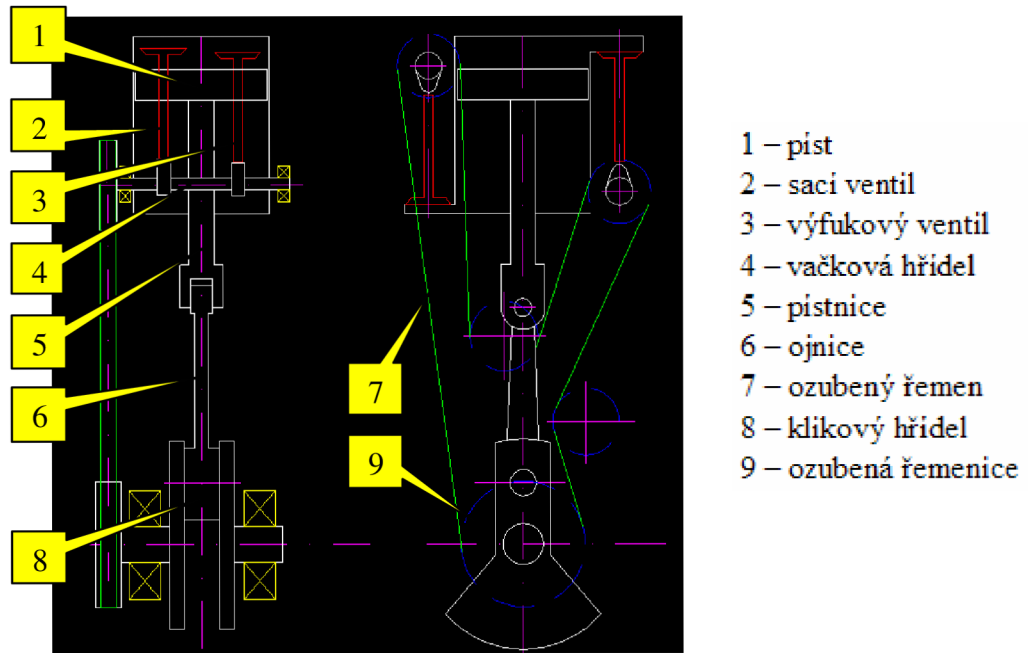 1
2
3
4
5
6
7
8
9
1 – pist
2 – sací ventil
3 – výfukový ventil
4 – vačková hřídel
5 – pístnice
6 – ojnice
7 – ozubený řemen
8 – klikový hřídel
9 – ozubená řemenice